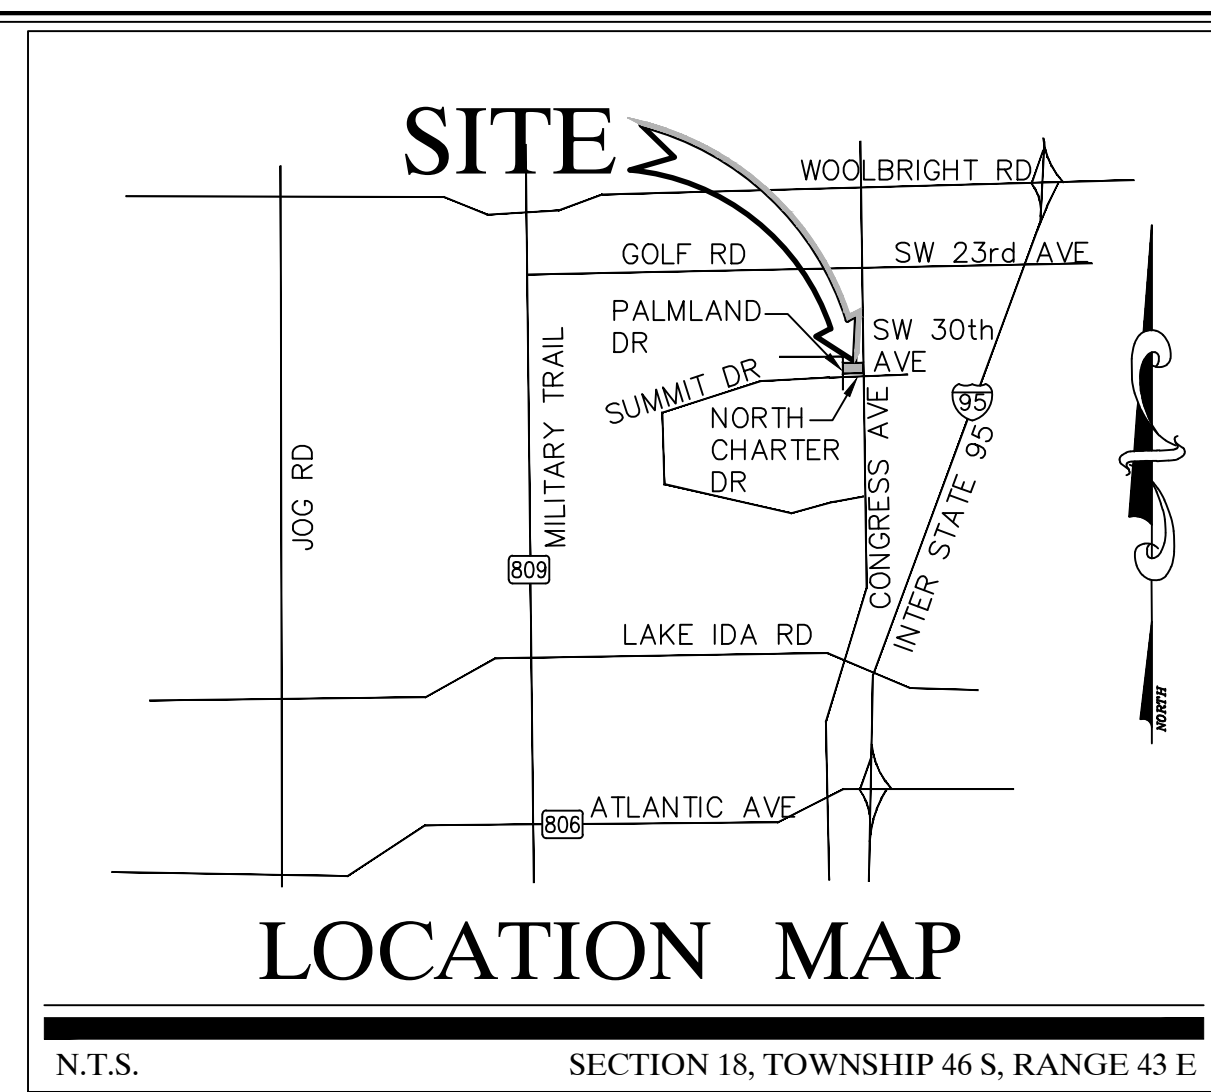 SITE
WOOLBRIGHT RD
GOLF RD
SW 23rd AVE
PALMLAND
DR
SW 30th
AVE
SUMMIT DR
NORTH
CHARTER
DR
95
MILITARY TRAIL
JOG RD
CONGRESS AVE
INTER STATE 95
809
LAKE IDA RD
NORTH
806
ATLANTIC AVE
LOCATION MAP
N.T.S.
SECTION 18, TOWNSHIP 46 S, RANGE 43 E